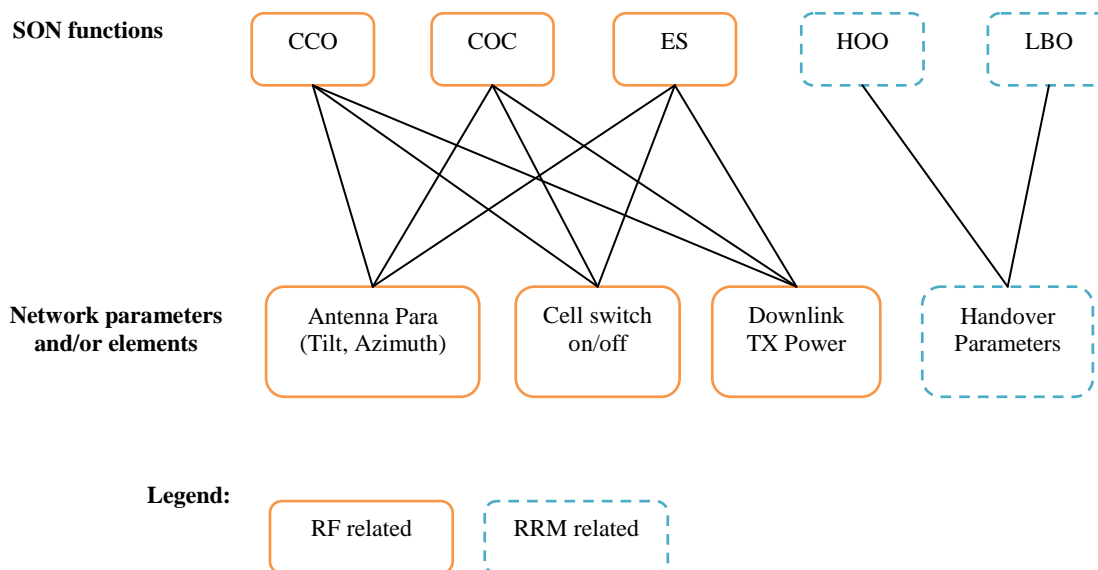 SON functions
CCO
COC
ES
HOO
LBO
Network parameters
and/or elements
Antenna Para
(Tilt, Azimuth)
Cell switch
on/off
Downlink
TX Power
Handover
Parameters
Legend:
RF related
RRM related